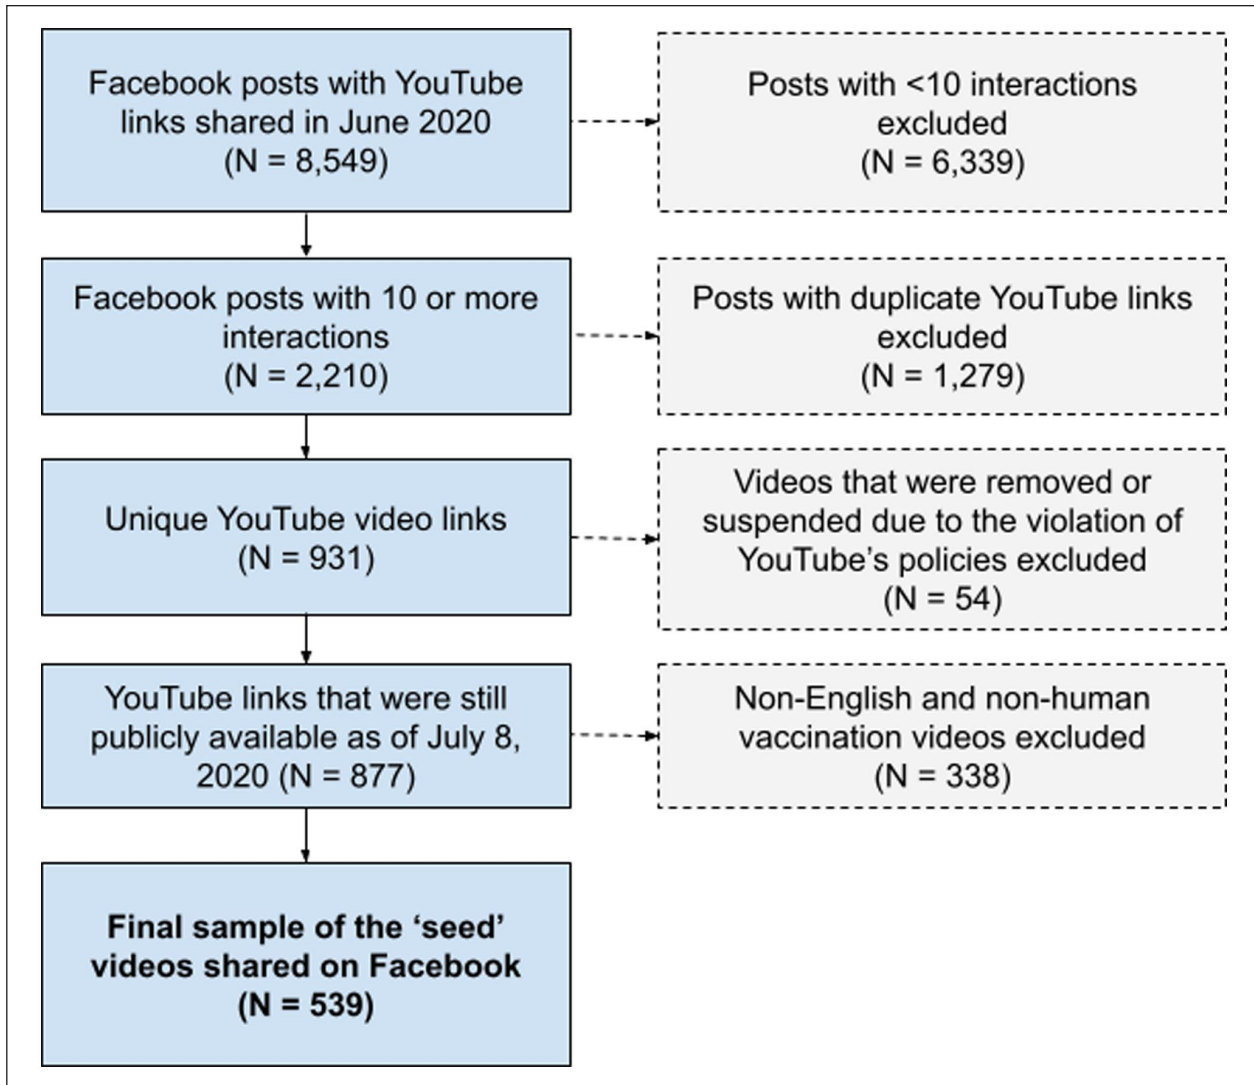 Facebook posts with YouTube
links shared in June 2020
(N = 8,549)
Posts with <10 interactions
excluded
(N = 6,339)
Facebook posts with 10 or more
interactions
(N = 2,210)
Posts with duplicate YouTube links
excluded
(N = 1,279)
Unique YouTube video links
(N = 931)
Videos that were removed or
suspended due to the violation of
YouTube's policies excluded
(N = 54)
YouTube links that were still
publicly available as of July 8,
2020 (N = 877)
Non-English and non-human
vaccination videos excluded
(N = 338)
Final sample of the ‘seed’
videos shared on Facebook
(N = 539)